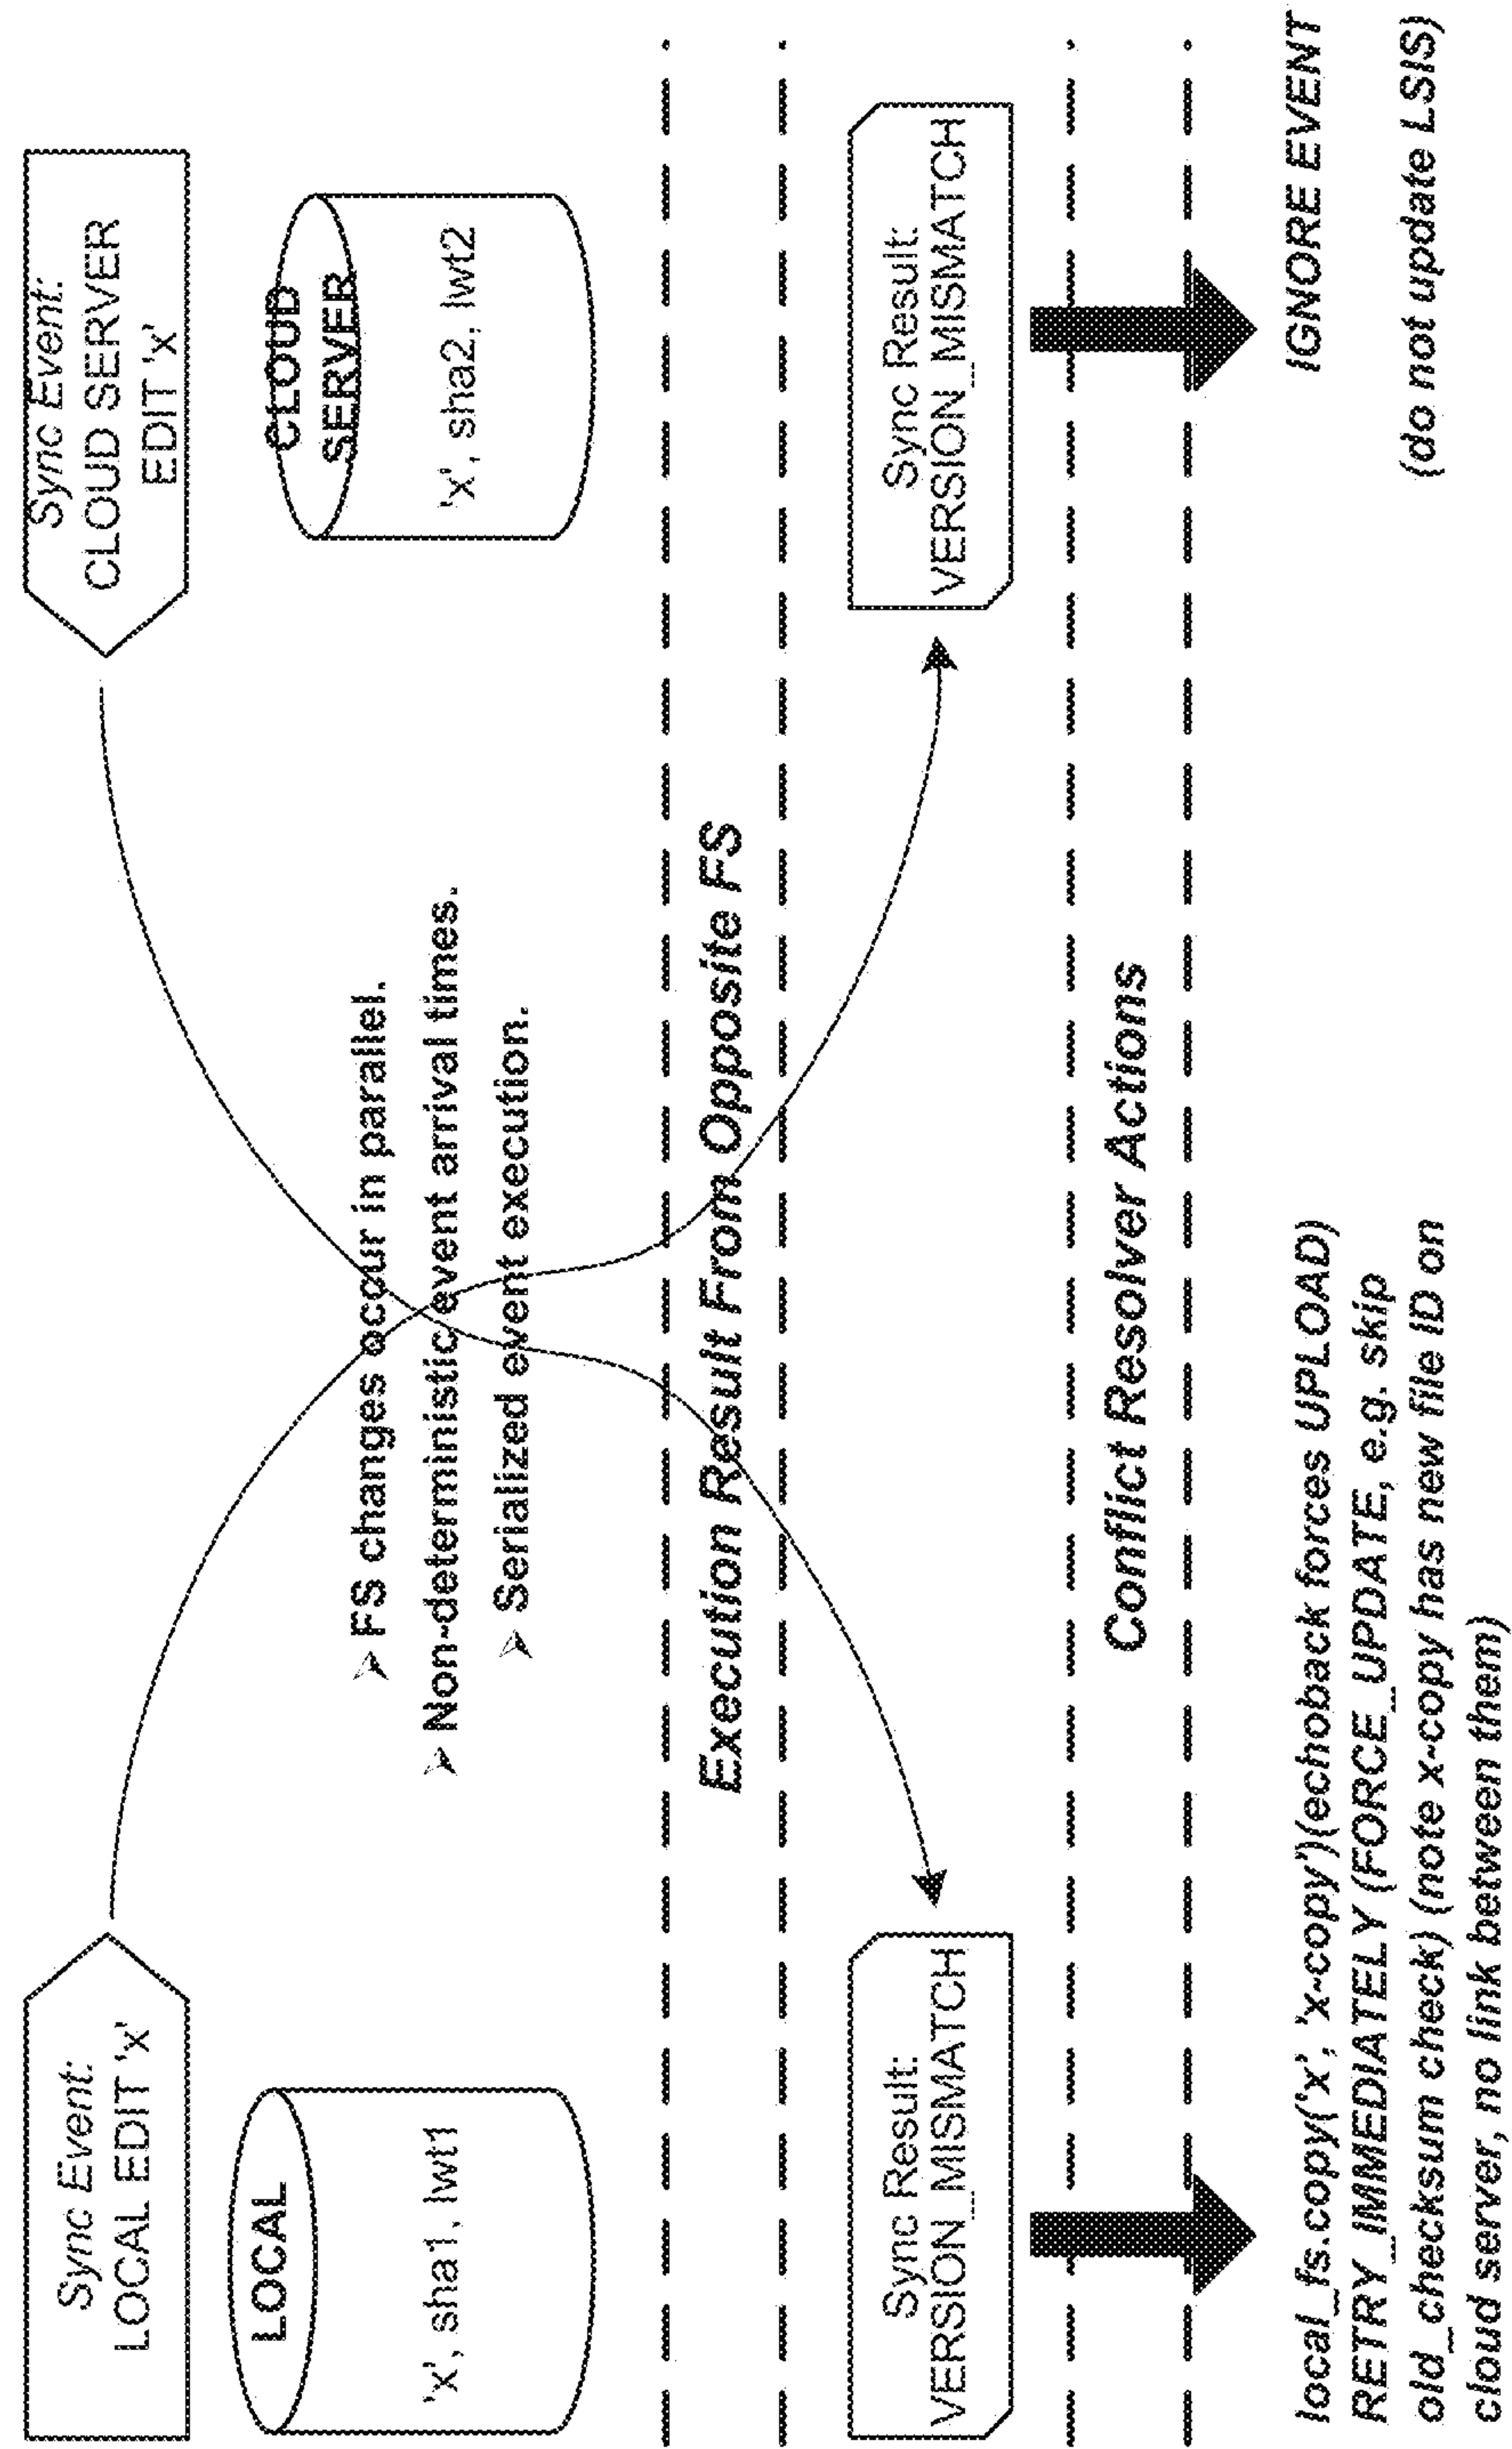 Sync Event:
LOCAL EDIT 'x'
Sync Event:
CLOUD SERVER
EDIT 'x'
LOCAL
'x', sha1, lwt1
CLOUD
SERVER
'x', sha2, lwt2
➢ FS changes occur in parallel.
➢ Non-deterministic event arrival times.
➢ Serialized event execution.
Execution Result From Opposite FS
Sync Result:
VERSION_MISMATCH
Sync Result:
VERSION_MISMATCH
Conflict Resolver Actions
local_fs.copy('x', 'x~copy')(echoback forces UPLOAD)
RETRY_IMMEDIATELY (FORCE_UPDATE, e.g. skip
old_checksum check) (note x~copy has new file ID on
cloud server, no link between them)
IGNORE EVENT
(do not update LSIS)